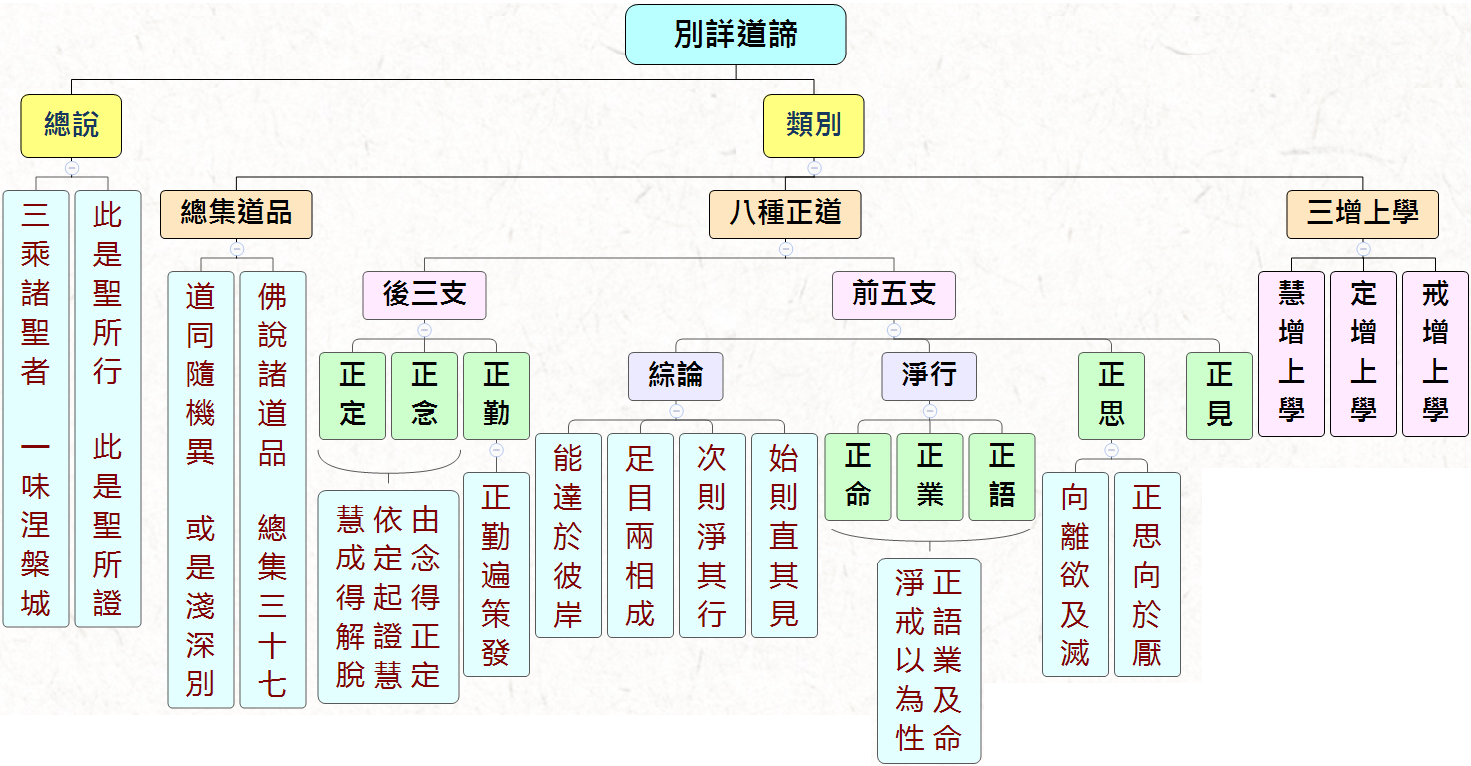 別詳道諦
類別
總說
三增上學
八種正道
總集道品
戒增上學
定增上學
慧增上學
前五支
後三支
正見
正思
淨行
綜論
正勤
正念
正定
正思向於厭
向離欲及滅
正語
正業
正命
正語業及命
淨戒以為性
始則直其見
次則淨其行
足目兩相成
能達於彼岸
正勤遍策發
由念得正定
依定起證慧
慧成得解脫
佛說諸道品 總集三十七
道同隨機異 或是淺深別
此是聖所行 此是聖所證
三乘諸聖者 一味涅槃城